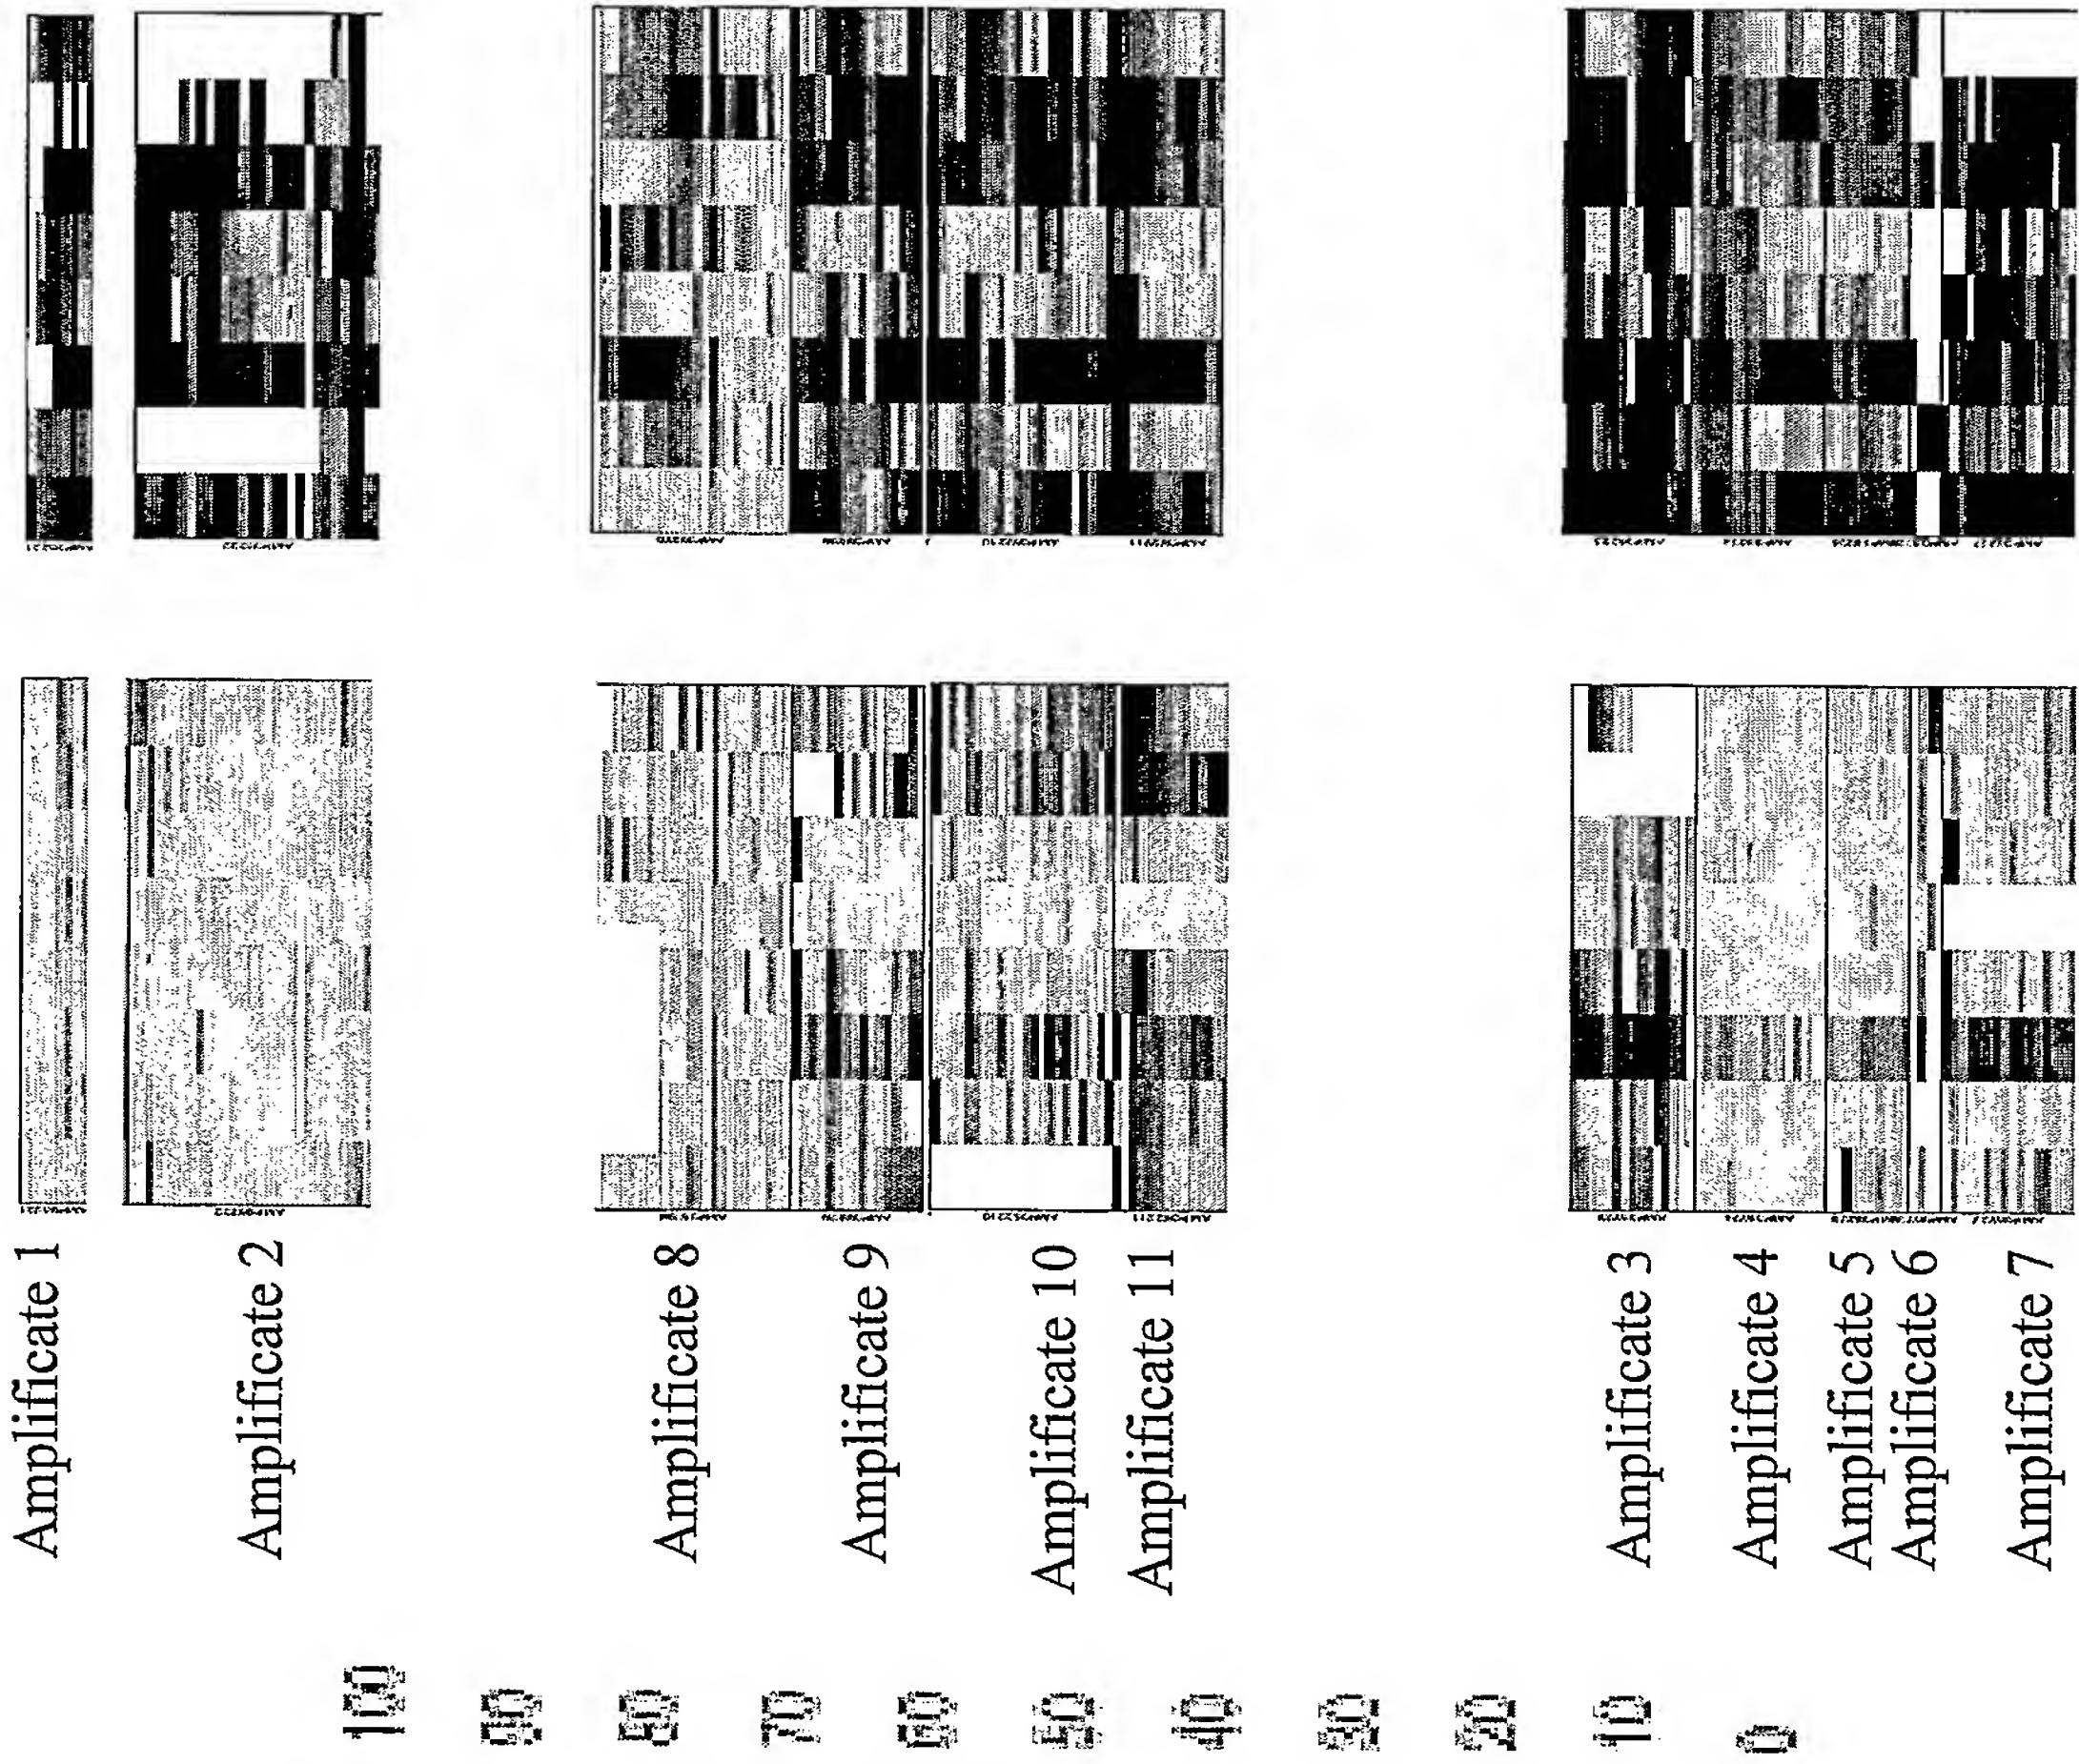 Amplificate 1
Amplificate 2
Amplificate 8
Amplificate 9
Amplificate 10
Amplificate 11
Amplificate 3
Amplificate 4
Amplificate 5
Amplificate 6
Amplificate 7
100
90
80
70
60
50
40
30
20
10
0